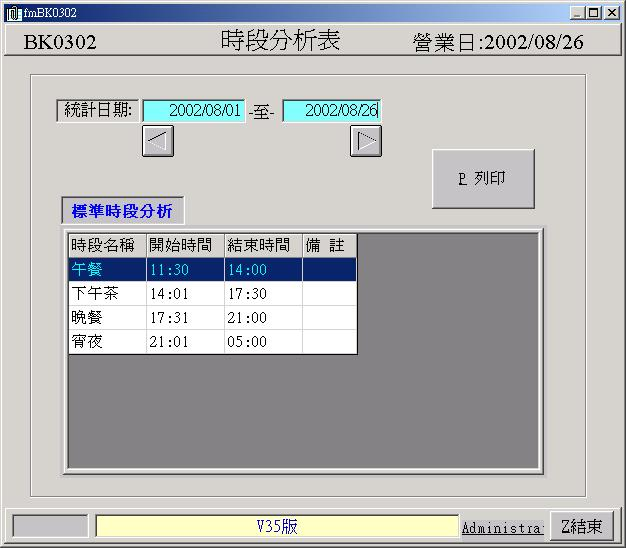 fmBK0302
BK0302 時段分析表 營業日:2002/08/26
統計日期: 2002/08/01 -至- 2002/08/26
P 列印
標準時段分析
時段名稱 開始時間 結束時間 備 註
午餐 11:30 14:00
下午茶 14:01 17:30
晚餐 17:31 21:00
宵夜 21:01 05:00
V35版 Administra Z結束